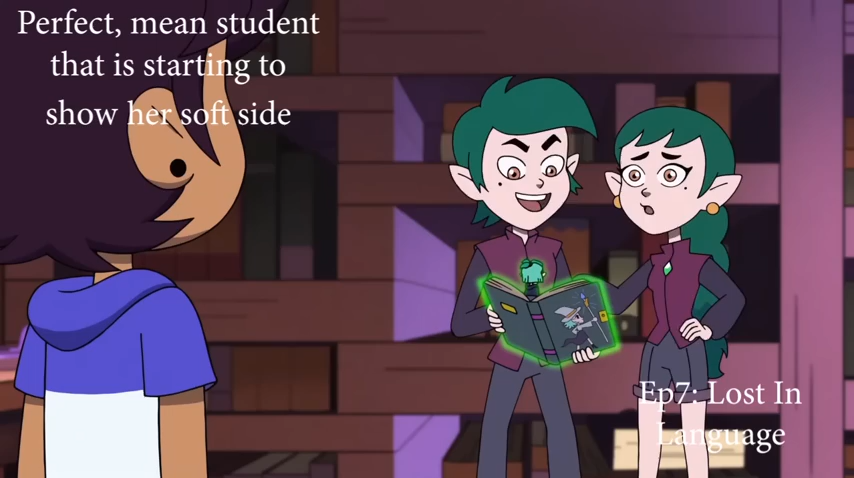 Perfect, mean student
that is starting to
show her soft side
Ep7: Lost In
Language